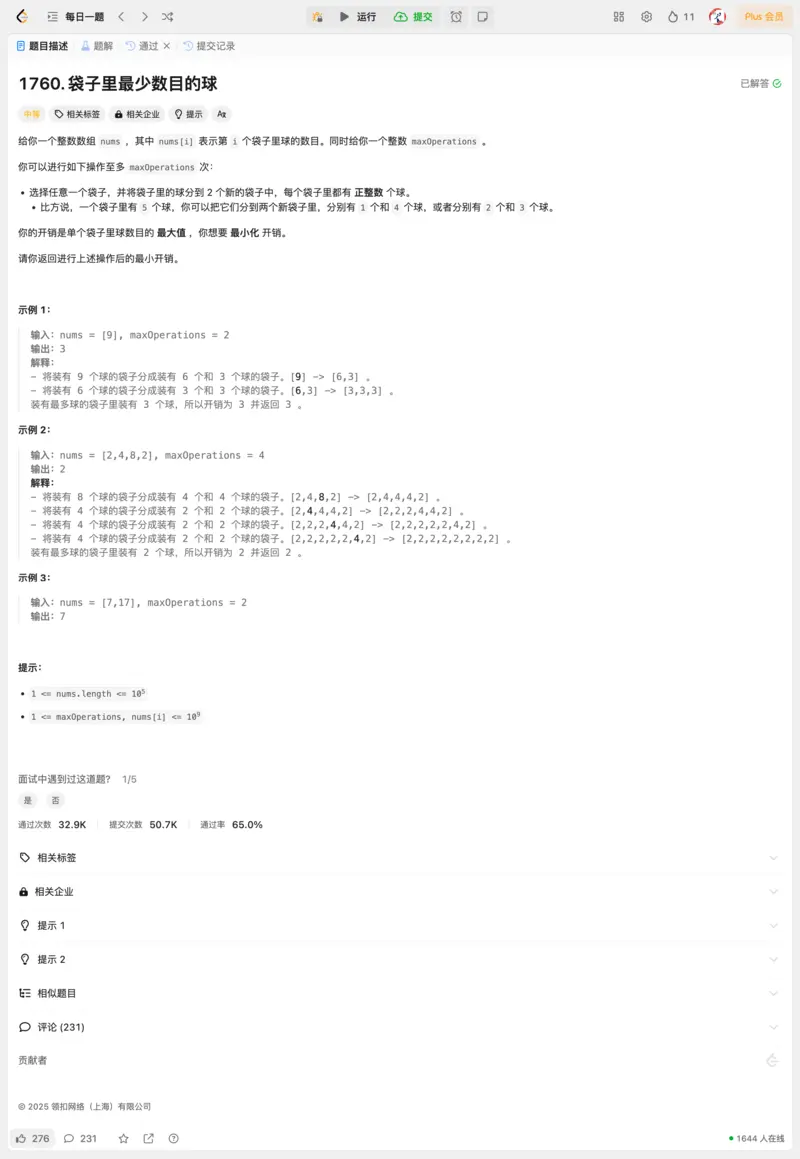 每日一题 运行 提交 11 Plus 会员
题目描述 题解 通过 提交记录
1760. 袋子里最少数目的球
已解答
中等 相关标签 相关企业 提示 Aɀ
给你一个整数数组 nums ，其中 nums[i] 表示第 i 个袋子里球的数目。同时给你一个整数 maxOperations 。
你可以进行如下操作至多 maxOperations 次：
• 选择任意一个袋子，并将袋子里的球分到 2 个新的袋子中，每个袋子里都有 正整数 个球。
• 比方说，一个袋子里有 5 个球，你可以把它们分到两个新袋子里，分别有 1 个和 4 个球，或者分别有 2 个和 3 个球。
你的开销是单个袋子里球数目的 最大值 ，你想要 最小化 开销。
请你返回进行上述操作后的最小开销。
示例 1：
输入：nums = [9], maxOperations = 2
输出：3
解释：
- 将装有 9 个球的袋子分成装有 6 个和 3 个球的袋子。[9] -> [6,3] 。
- 将装有 6 个球的袋子分成装有 3 个和 3 个球的袋子。[6,3] -> [3,3,3] 。
装有最多球的袋子里装有 3 个球，所以开销为 3 并返回 3 。
示例 2：
输入：nums = [2,4,8,2], maxOperations = 4
输出：2
解释：
- 将装有 8 个球的袋子分成装有 4 个和 4 个球的袋子。[2,4,8,2] -> [2,4,4,4,2] 。
- 将装有 4 个球的袋子分成装有 2 个和 2 个球的袋子。[2,4,4,4,2] -> [2,2,2,4,4,2] 。
- 将装有 4 个球的袋子分成装有 2 个和 2 个球的袋子。[2,2,2,4,4,2] -> [2,2,2,2,2,4,2] 。
- 将装有 4 个球的袋子分成装有 2 个和 2 个球的袋子。[2,2,2,2,2,4,2] -> [2,2,2,2,2,2,2,2] 。
装有最多球的袋子里装有 2 个球，所以开销为 2 并返回 2 。
示例 3：
输入：nums = [7,17], maxOperations = 2
输出：7
提示：
• 1 <= nums.length <= 10⁵
• 1 <= maxOperations, nums[i] <= 10⁹
面试中遇到过这道题? 1/5
是 否
通过次数 32.9K 提交次数 50.7K 通过率 65.0%
相关标签
相关企业
提示 1
提示 2
相似题目
评论 (231)
贡献者
© 2025 领扣网络（上海）有限公司
276 231 1644 人在线